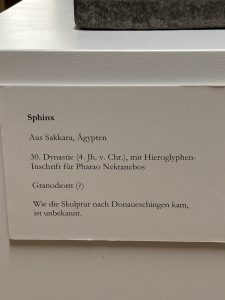 Sphinx
Aus Sakkara, Ägypten
30. Dynastie (4. Jh. v. Chr.), mit Hieroglyphen-
Inschrift für Pharao Nektanebos
Granodiorit (?)
Wie die Skulptur nach Donaueschingen kam,
ist unbekannt.